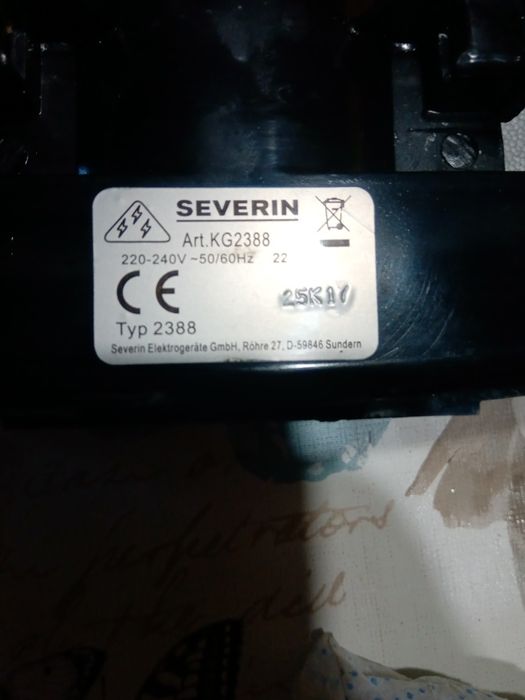 SEVERIN
Art.KG2388
220-240V ~50/60Hz 22
CE
25K17
Typ 2388
Severin Elektrogeräte GmbH, Röhre 27, D-59846 Sundern
perpetrators